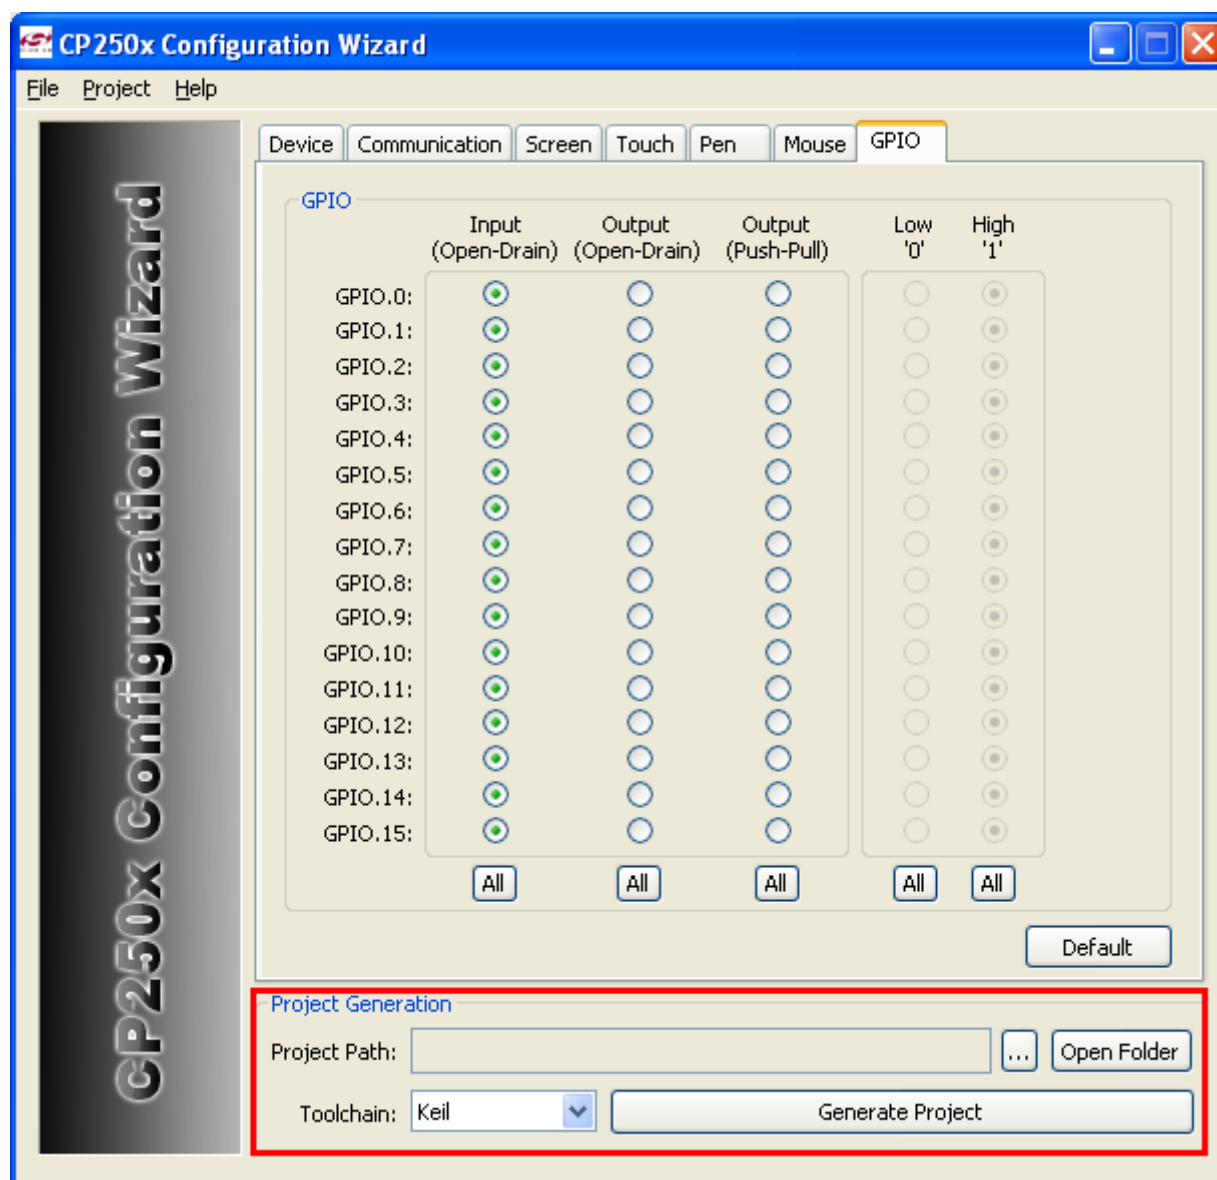 CP250x Configuration Wizard
File Project Help
CP250x Configuration Wizard
Device Communication Screen Touch Pen Mouse GPIO
GPIO
Input Output Output Low High
(Open-Drain) (Open-Drain) (Push-Pull) '0' '1'
GPIO.0:
GPIO.1:
GPIO.2:
GPIO.3:
GPIO.4:
GPIO.5:
GPIO.6:
GPIO.7:
GPIO.8:
GPIO.9:
GPIO.10:
GPIO.11:
GPIO.12:
GPIO.13:
GPIO.14:
GPIO.15:
All All All All All
Default
Project Generation
Project Path: ... Open Folder
Toolchain: Keil Generate Project